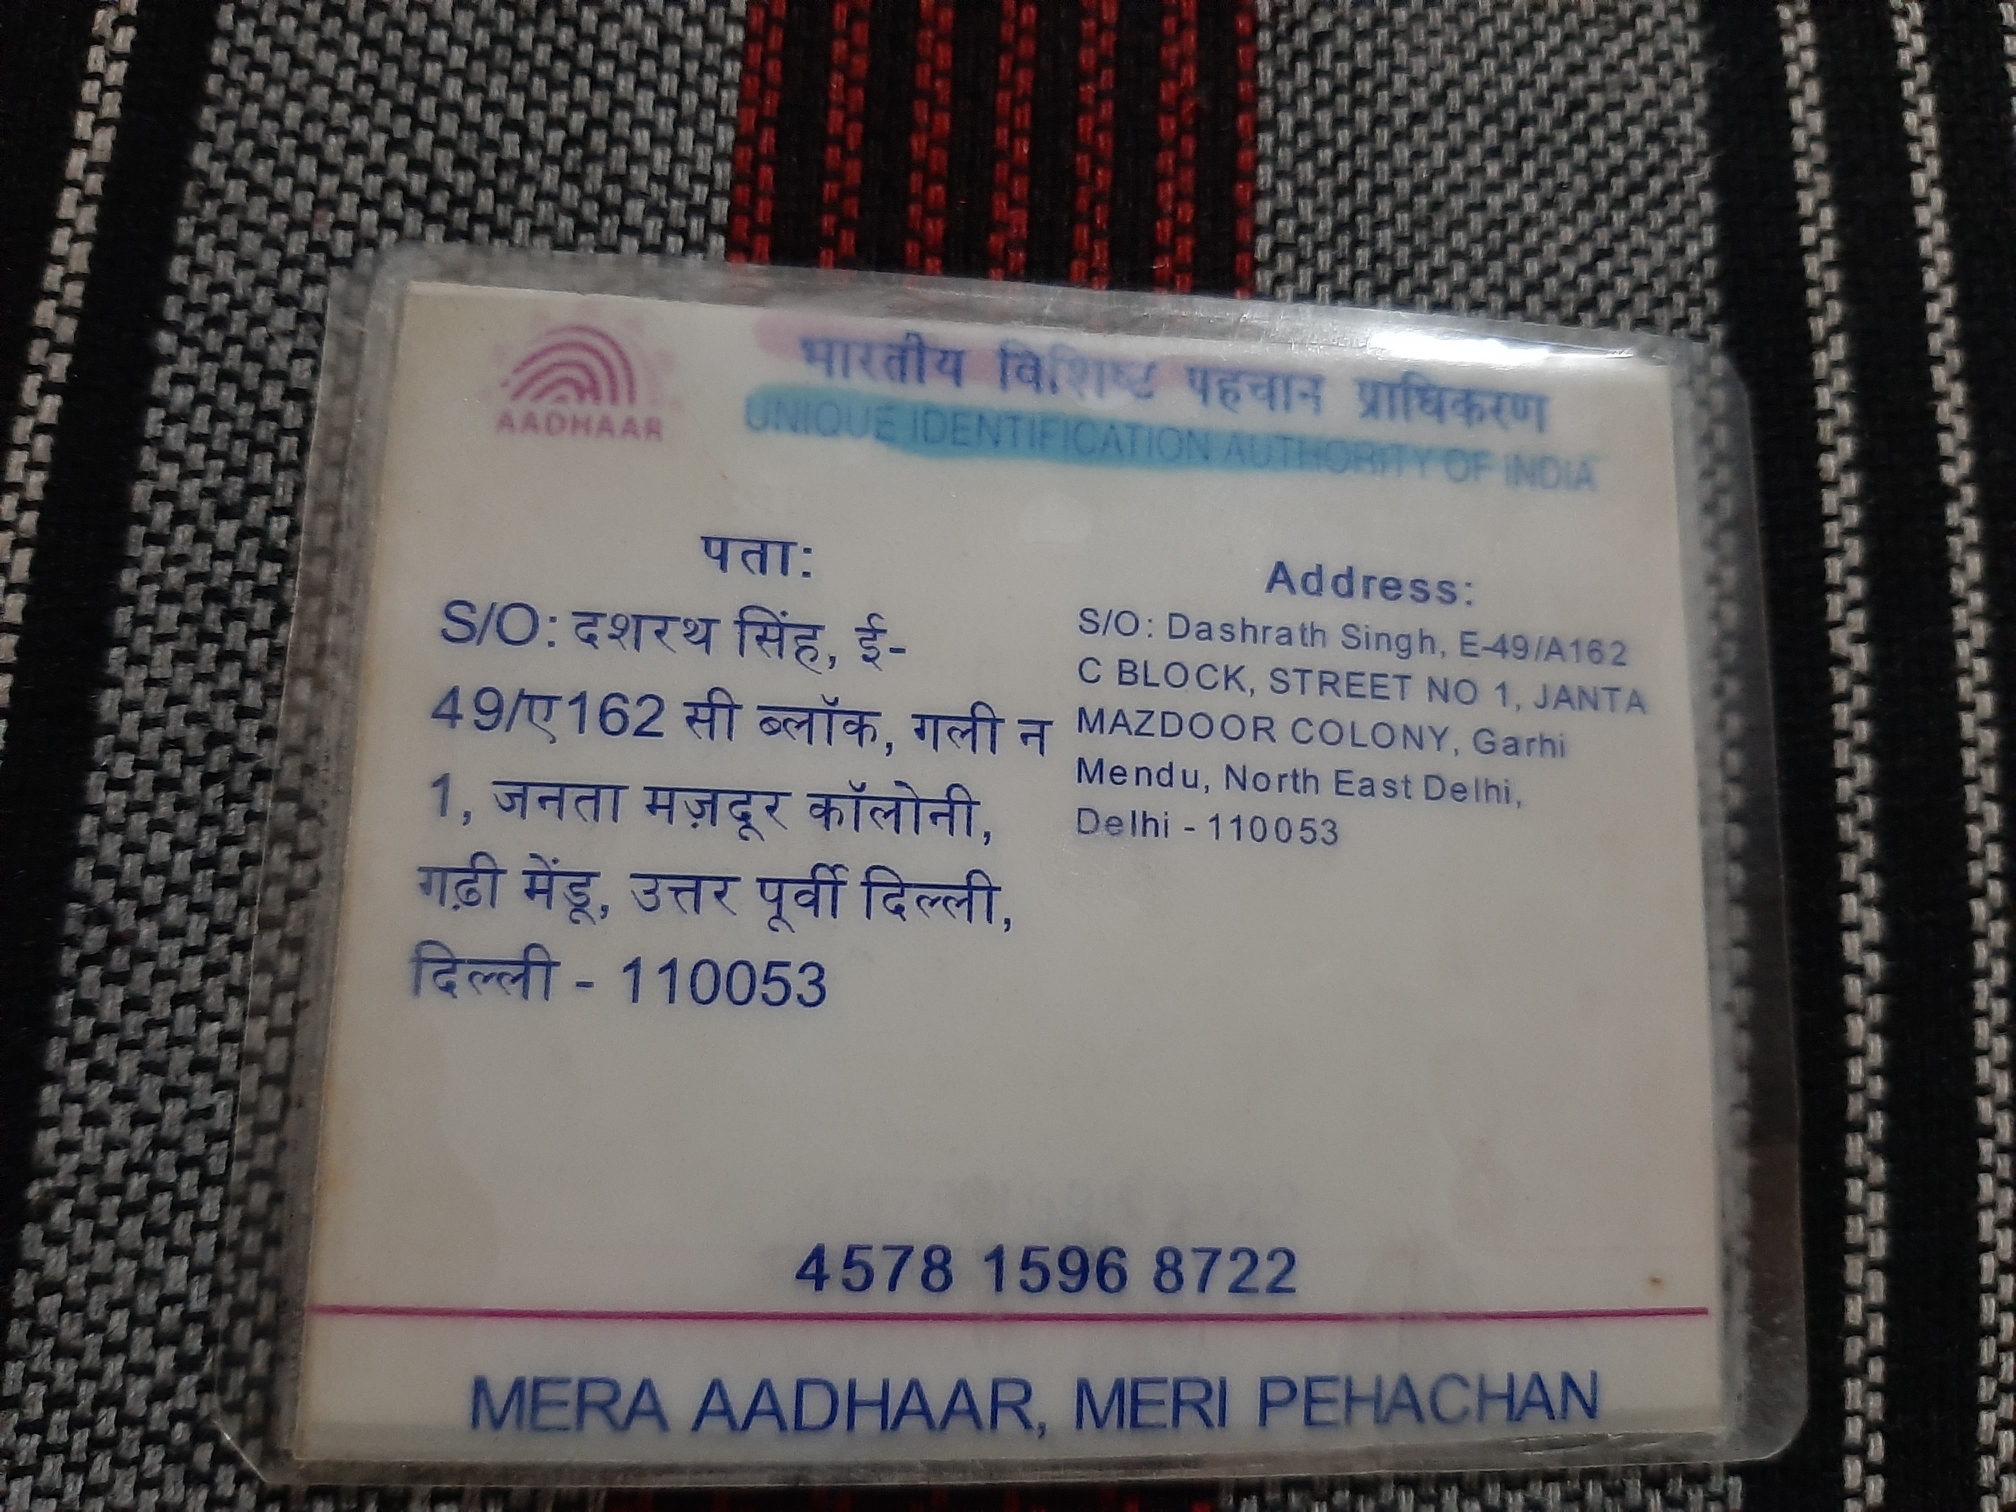 AADHAAR
भारतीय विशिष्ट पहचान प्राधिकरण
UNIQUE IDENTIFICATION AUTHORITY OF INDIA
पता:
S/O: दशरथ सिंह, ई-
49/ए162 सी ब्लॉक, गली न
1, जनता मज़दूर कॉलोनी,
गढ़ी मेंडू, उत्तर पूर्वी दिल्ली,
दिल्ली - 110053
Address:
S/O: Dashrath Singh, E-49/A162
C BLOCK, STREET NO 1, JANTA
MAZDOOR COLONY, Garhi
Mendu, North East Delhi,
Delhi - 110053
4578 1596 8722
MERA AADHAAR, MERI PEHACHAN